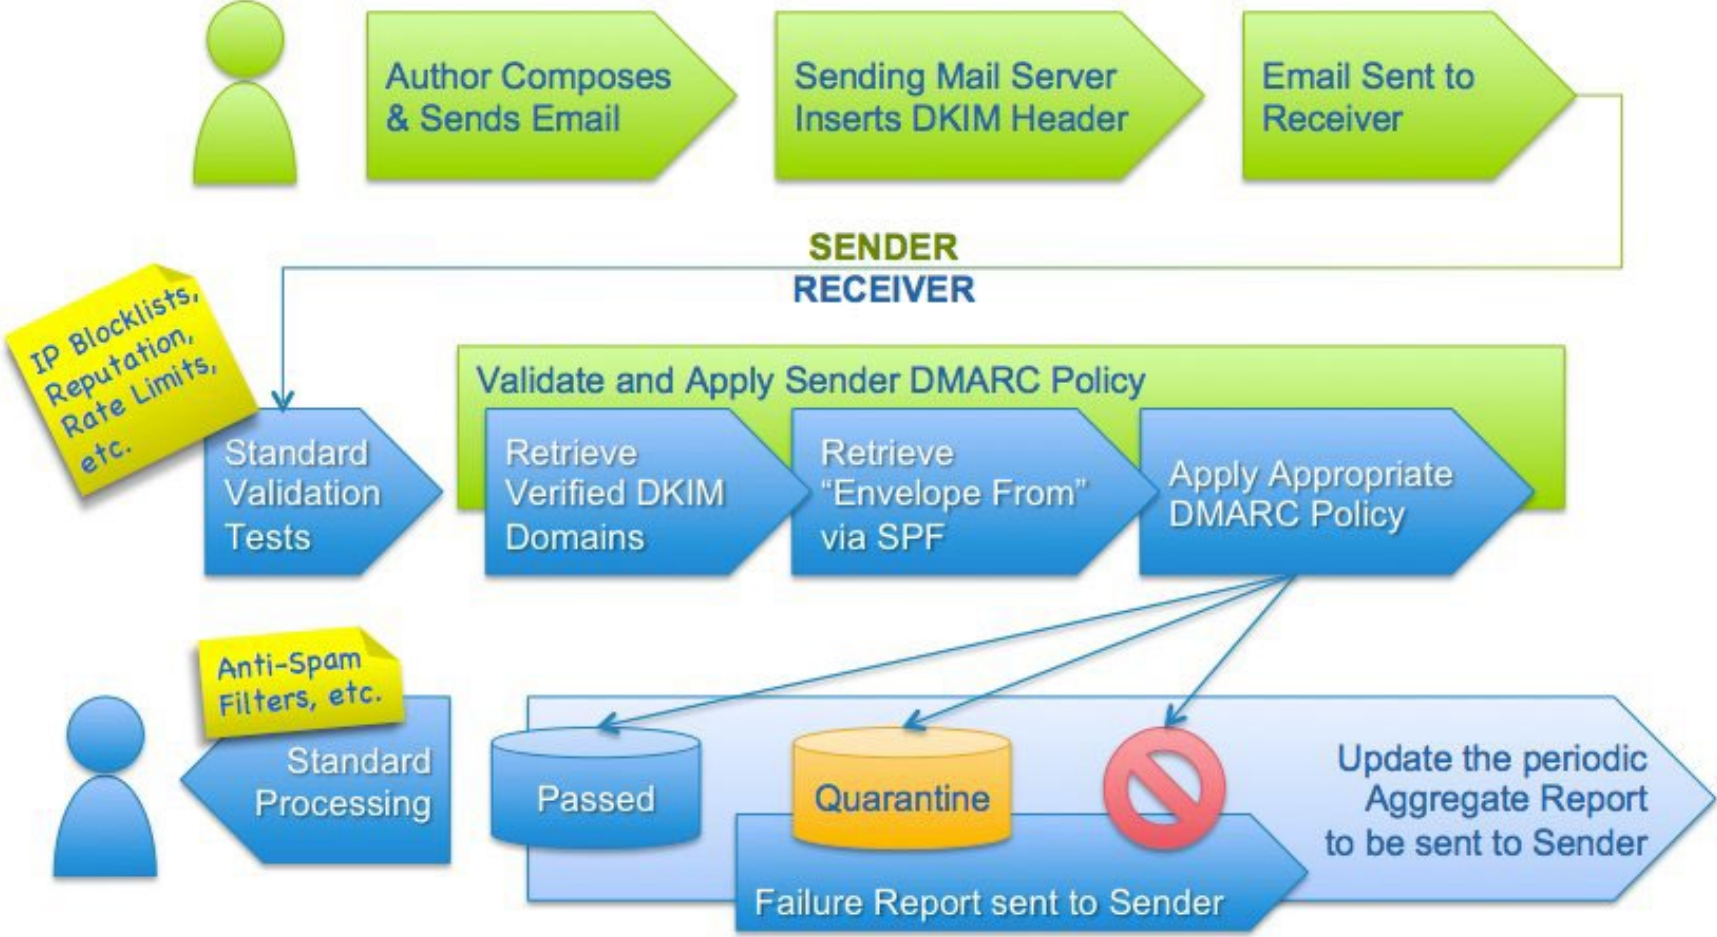 Author Composes
& Sends Email
Sending Mail Server
Inserts DKIM Header
Email Sent to
Receiver
SENDER
RECEIVER
IP Blocklists,
Reputation,
Rate Limits,
etc.
Validate and Apply Sender DMARC Policy
Standard
Validation
Tests
Retrieve
Verified DKIM
Domains
Retrieve
“Envelope From”
via SPF
Apply Appropriate
DMARC Policy
Anti-Spam
Filters, etc.
Standard
Processing
Passed
Quarantine
Update the periodic
Aggregate Report
to be sent to Sender
Failure Report sent to Sender